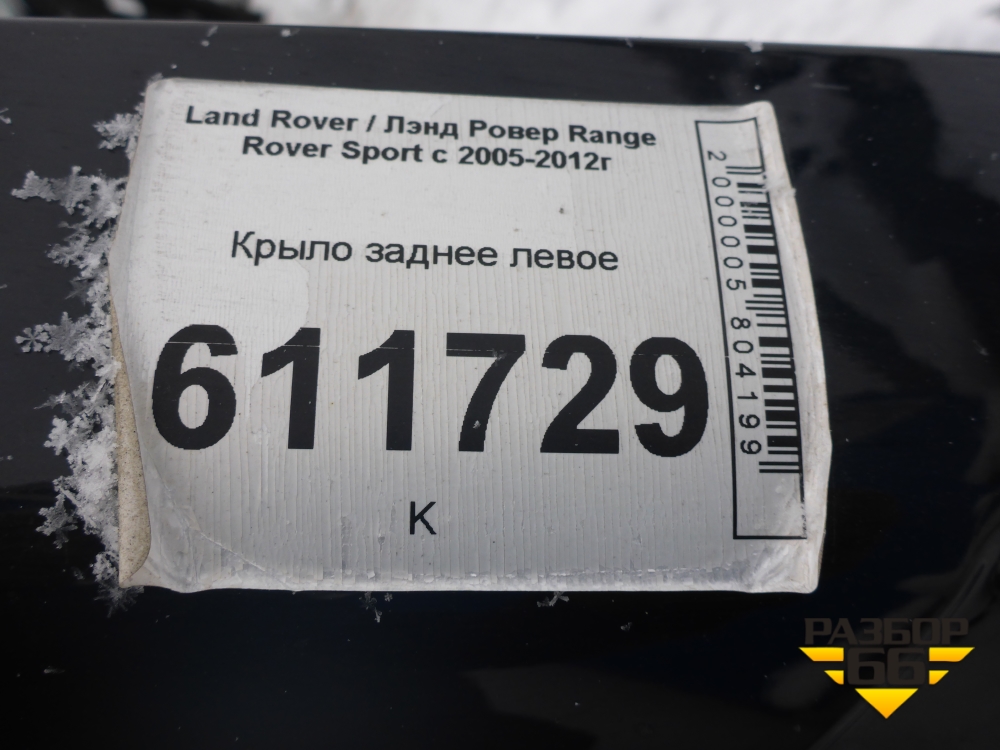 Land Rover / Лэнд Ровер Range
Rover Sport с 2005-2012г
Крыло заднее левое
611729
К
2000005804199
РАЗБОР
66